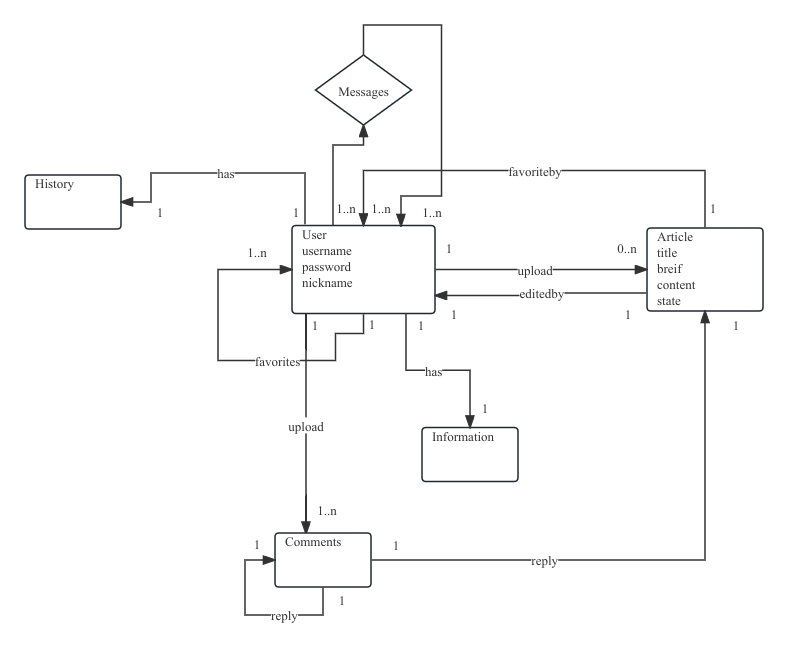 Messages
has
favoriteby
History
1
1
1..n
1..n
1..n
1
User
username
password
nickname
1..n
1
upload
0..n
editedby
1
1
Article
title
breif
content
state
1
1
1
1
favorites
has
1
upload
Information
1..n
Comments
1
1
reply
1
reply